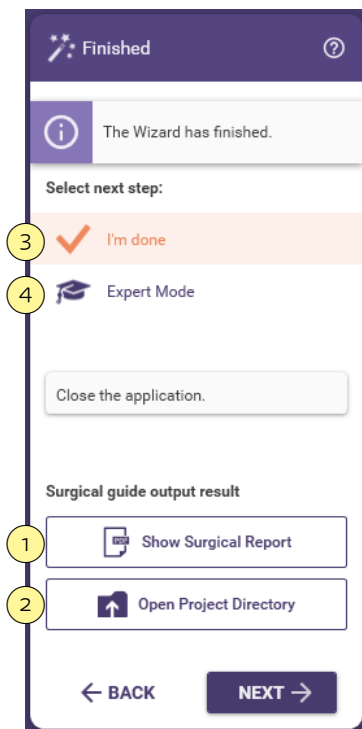 Finished
The Wizard has finished.
Select next step:
3 I'm done
4 Expert Mode
Close the application.
Surgical guide output result
1 PDF Show Surgical Report
2 Open Project Directory
BACK NEXT